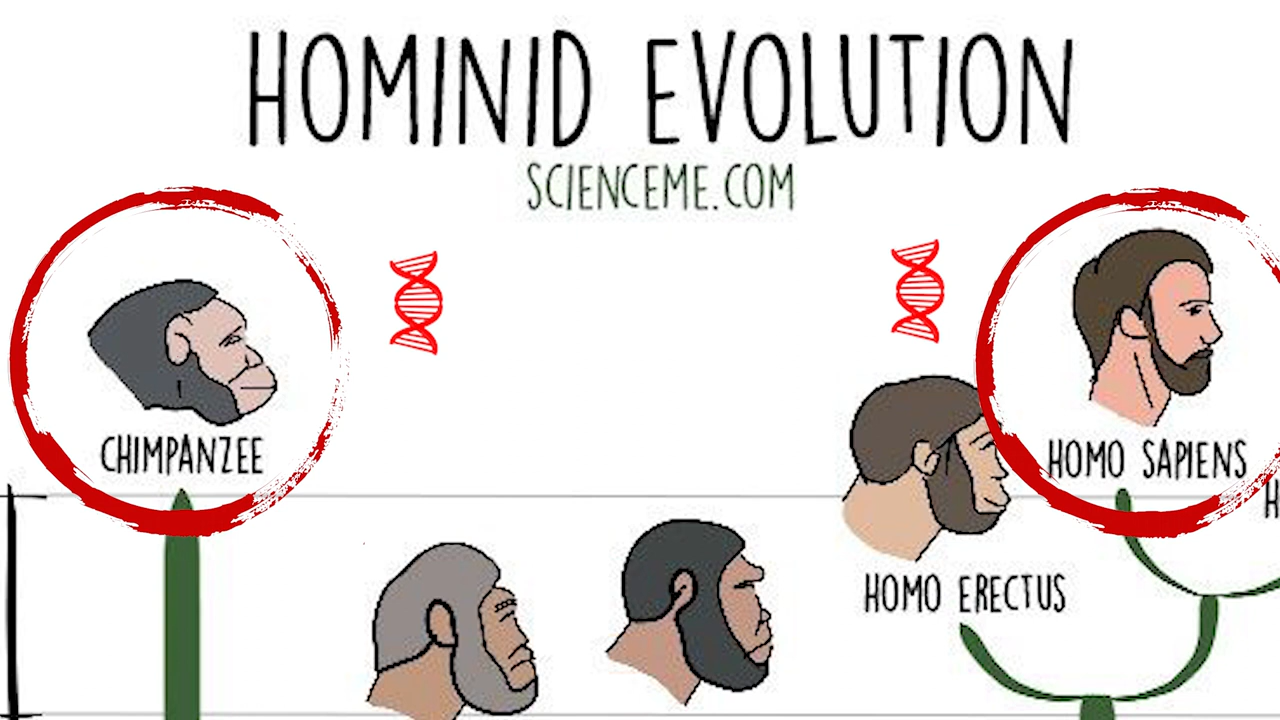 HOMINID EVOLUTION
SCIENCEME.COM
CHIMPANZEE
HOMO SAPIENS
HOMO ERECTUS